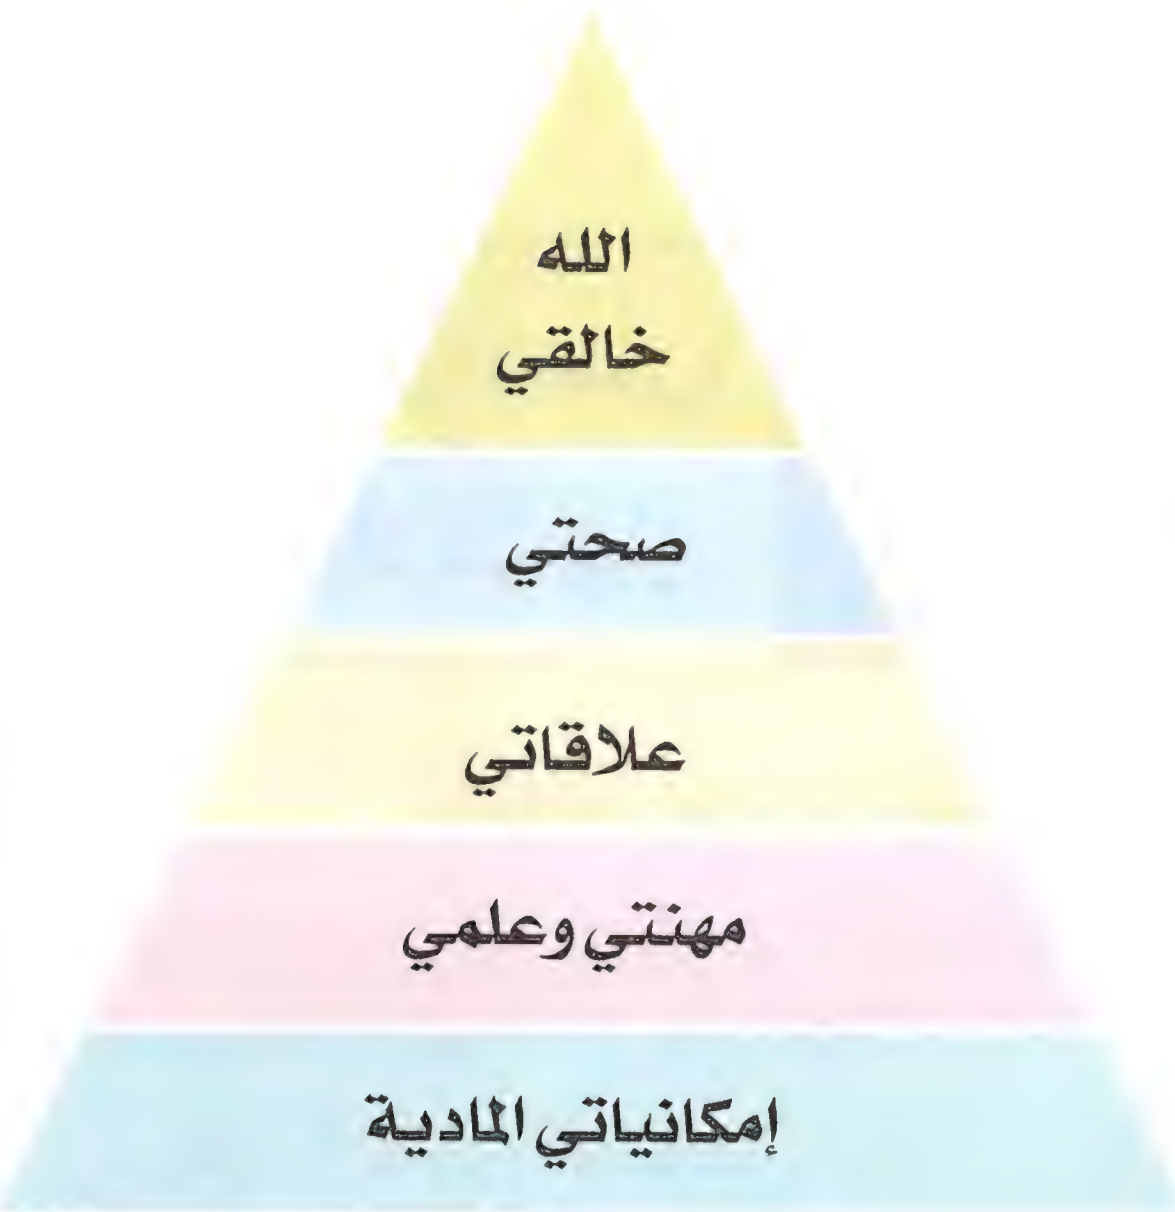 الله
خالقي
صحتي
علاقاتي
مهنتي وعلمي
إمكانياتي المادية